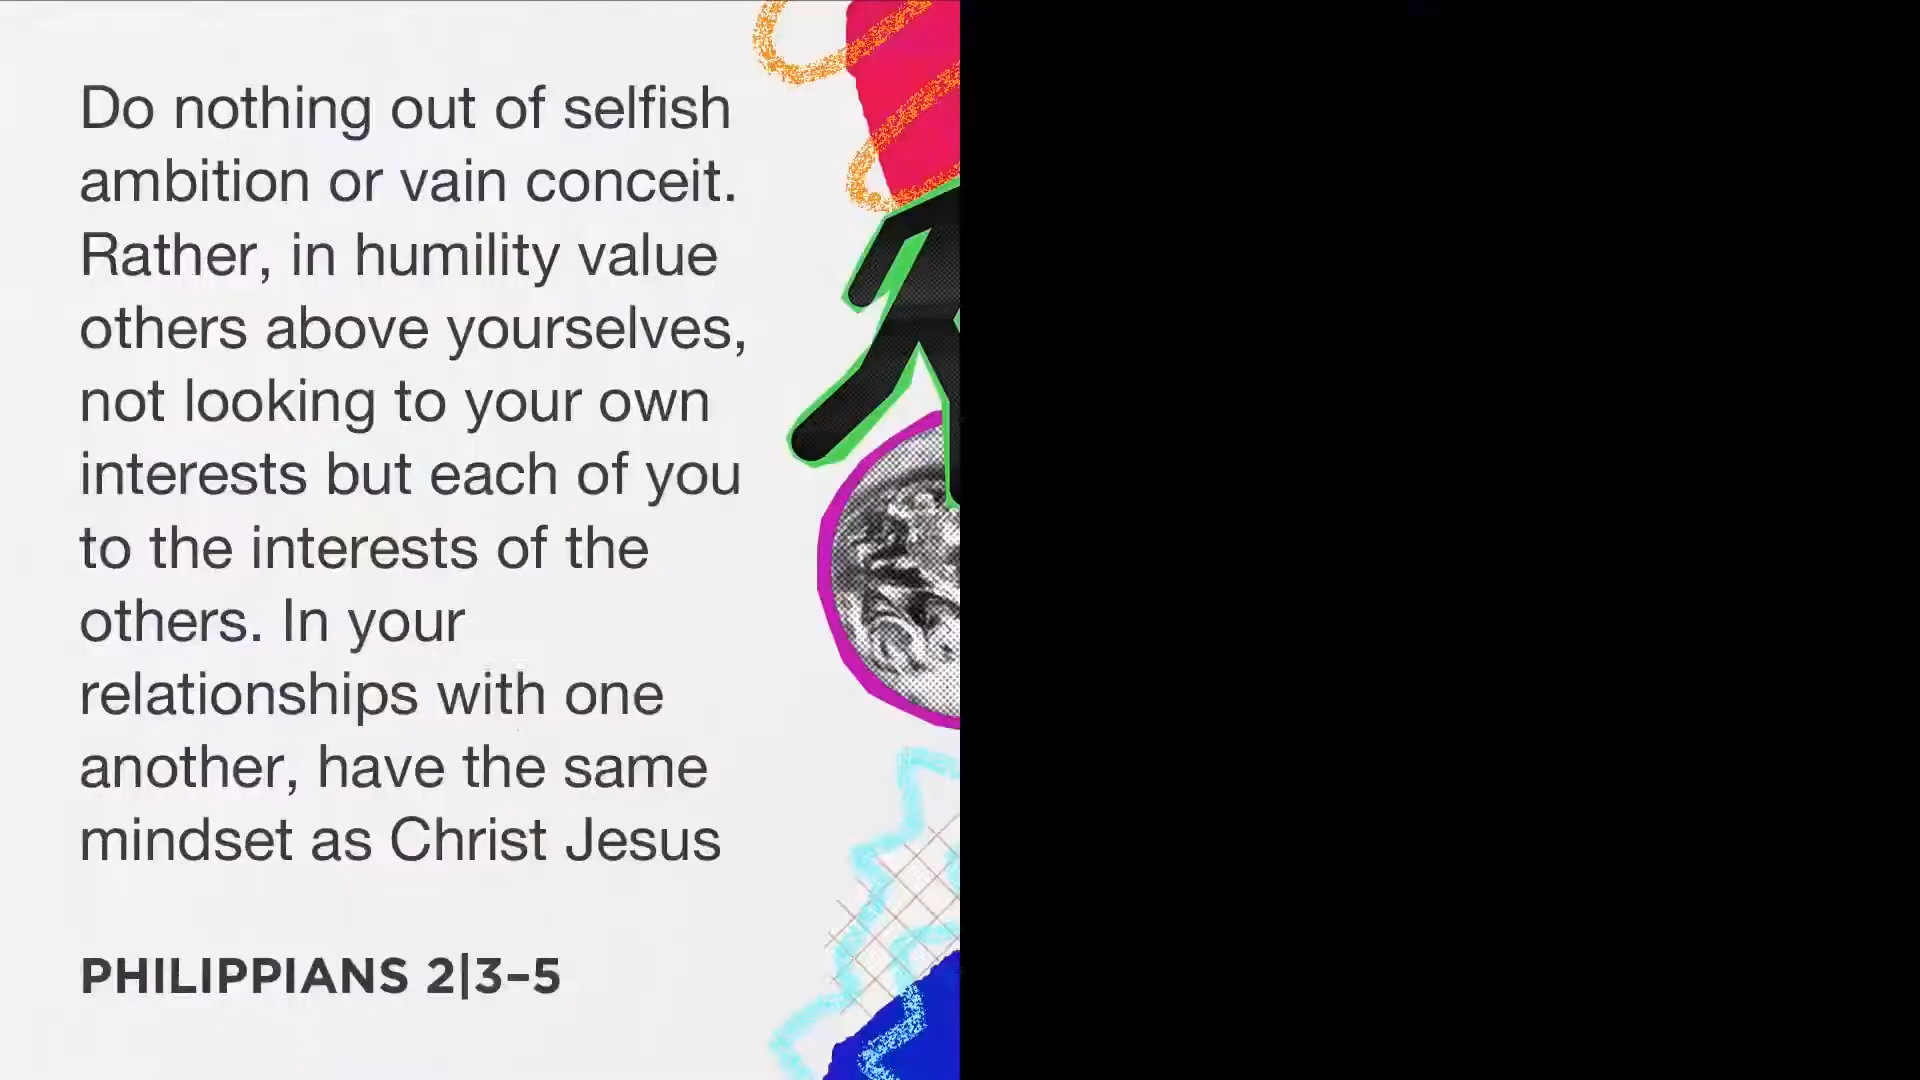 Do nothing out of selfish
ambition or vain conceit.
Rather, in humility value
others above yourselves,
not looking to your own
interests but each of you
to the interests of the
others. In your
relationships with one
another, have the same
mindset as Christ Jesus
PHILIPPIANS 2|3–5